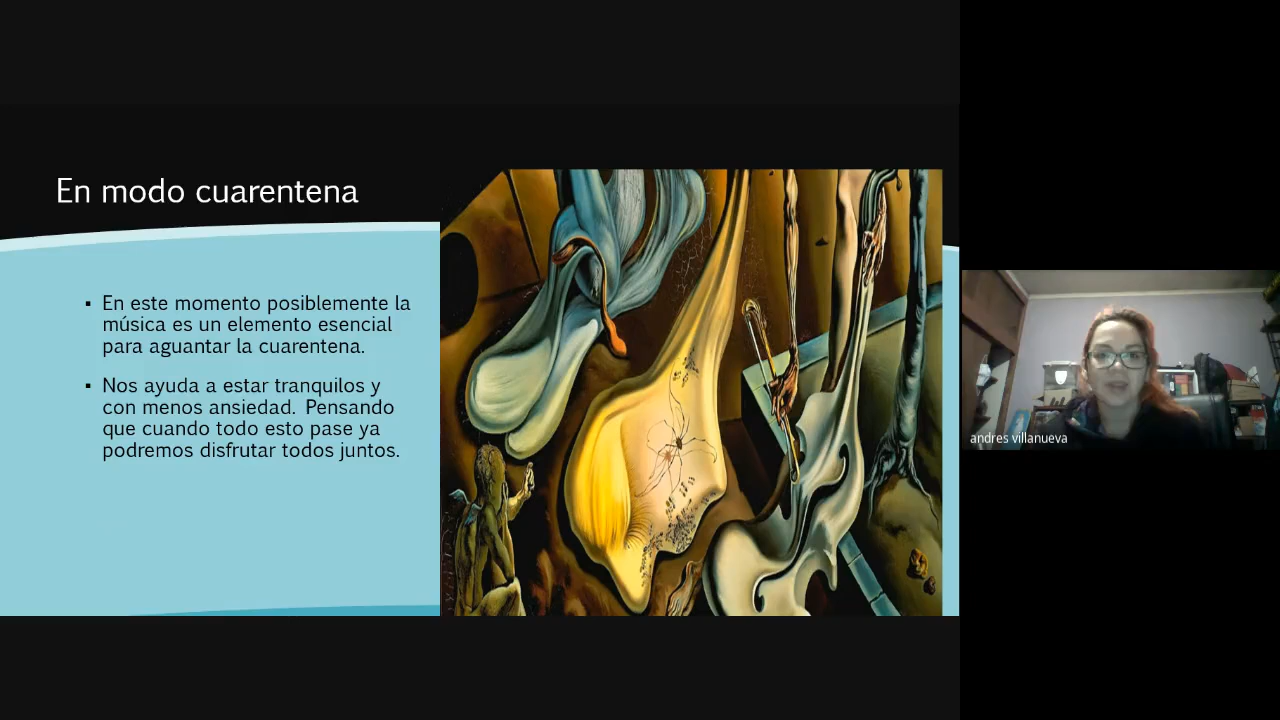 En modo cuarentena
▪ En este momento posiblemente la
música es un elemento esencial
para aguantar la cuarentena.
▪ Nos ayuda a estar tranquilos y
con menos ansiedad. Pensando
que cuando todo esto pase ya
podremos disfrutar todos juntos.
andres villanueva